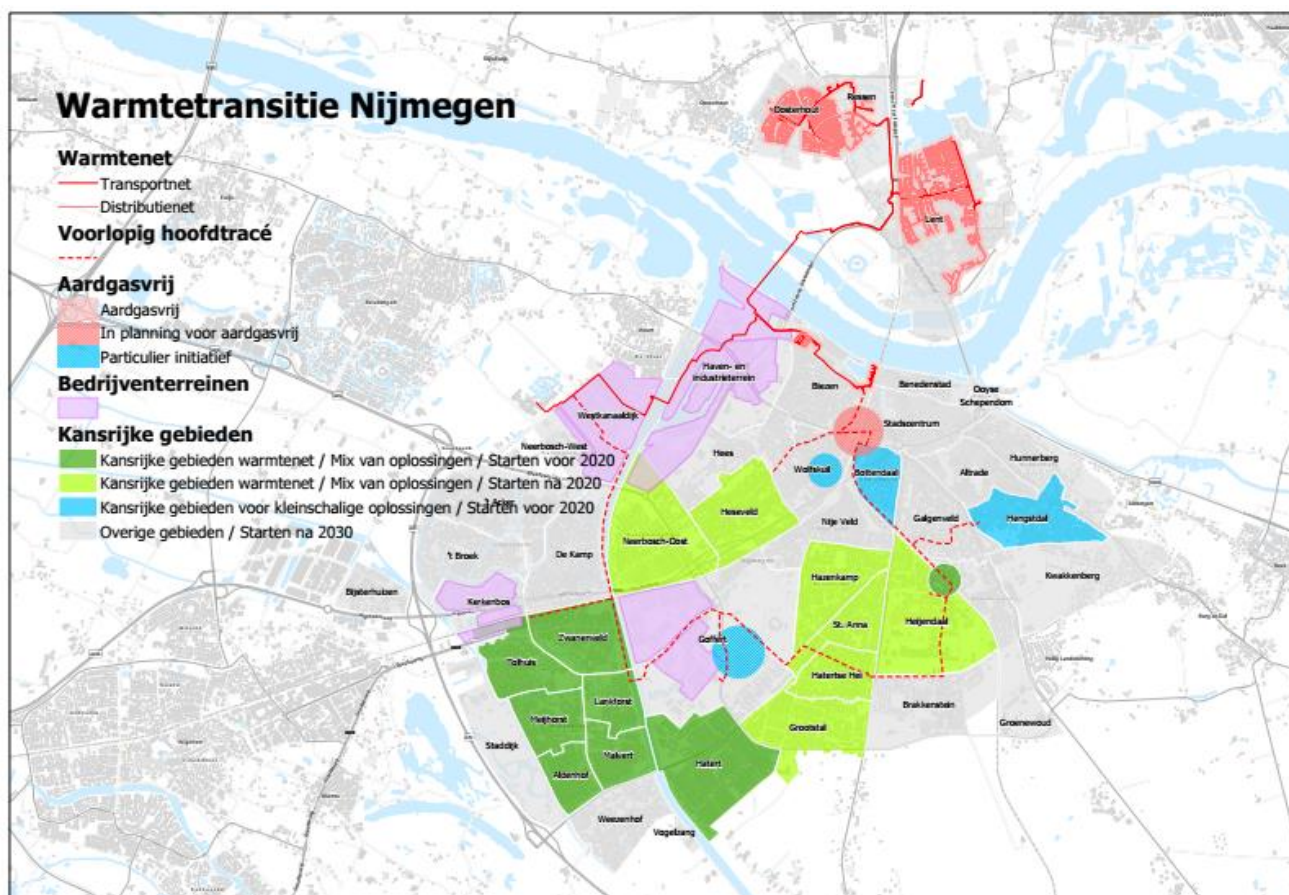 Warmtetransitie Nijmegen
Warmtenet
Transportnet
Distributienet
Voorlopig hoofdtracé
Aardgasvrij
Aardgasvrij
In planning voor aardgasvrij
Particulier initiatief
Bedrijventerreinen
Kansrijke gebieden
Kansrijke gebieden warmtenet / Mix van oplossingen / Starten voor 2020
Kansrijke gebieden warmtenet / Mix van oplossingen / Starten na 2020
Kansrijke gebieden voor kleinschalige oplossingen / Starten voor 2020
Overige gebieden / Starten na 2030
Oosterhout
Ressen
Lent
Haven- en
industrieterrein
Biezen
Benedenstad
Ooyse
Schependom
Westkanaaldijk
Stadscentrum
Neerbosch-West
Hees
Wolfskuil
Bottendaal
Altrade
Hunnerberg
't Acker
Heseveld
Nije Veld
Galgenveld
Hengstdal
Neerbosch-Oost
't Broek
De Kamp
Hazenkamp
Kwakkenberg
Bijsterhuizen
Kerkenbos
St. Anna
Heijendaal
Zwanenveld
Goffert
Tolhuis
Hatertse Hei
Lankforst
Brakkenstein
Meijhorst
Grootstal
Groenewoud
Staddijk
Malvert
Hatert
Aldenhof
Weezenhof
Vogelzang